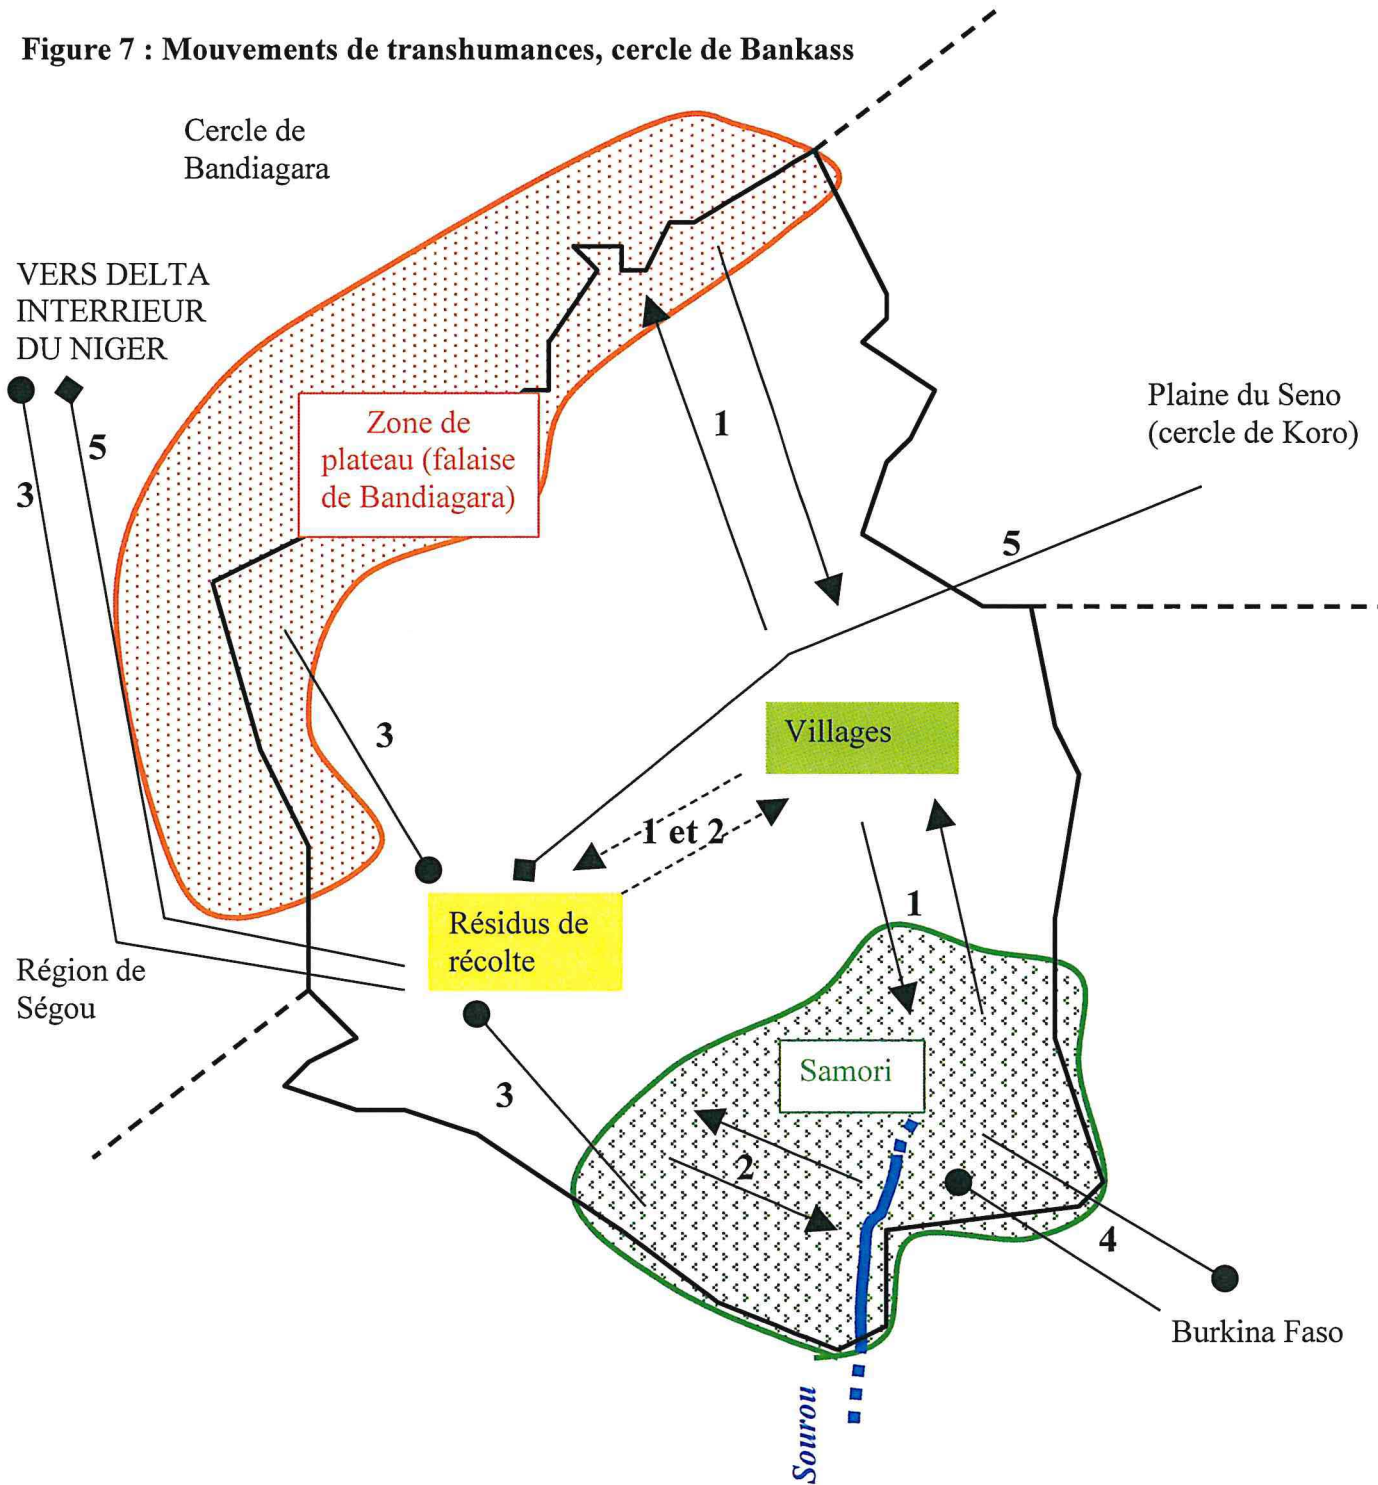 Figure 7 : Mouvements de transhumances, cercle de Bankass
Cercle de
Bandiagara
VERS DELTA
INTERRIEUR
DU NIGER
Plaine du Seno
(cercle de Koro)
Zone de
plateau (falaise
de Bandiagara)
1
5
3
5
3
Villages
1 et 2
Résidus de
récolte
1
Région de
Ségou
Samori
3
2
4
Burkina Faso
Sourou